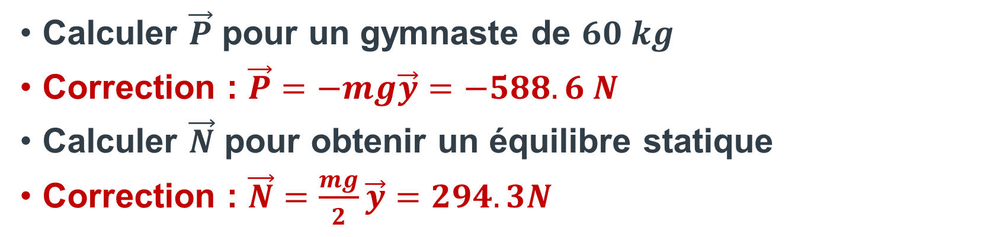 • Calculer $\overrightarrow{P}$ pour un gymnaste de $60\ kg$
• Correction : $\overrightarrow{P} = -mg\overrightarrow{y} = -588.6\ N$
• Calculer $\overrightarrow{N}$ pour obtenir un équilibre statique
• Correction : $\overrightarrow{N} = \frac{mg}{2}\overrightarrow{y} = 294.3N$